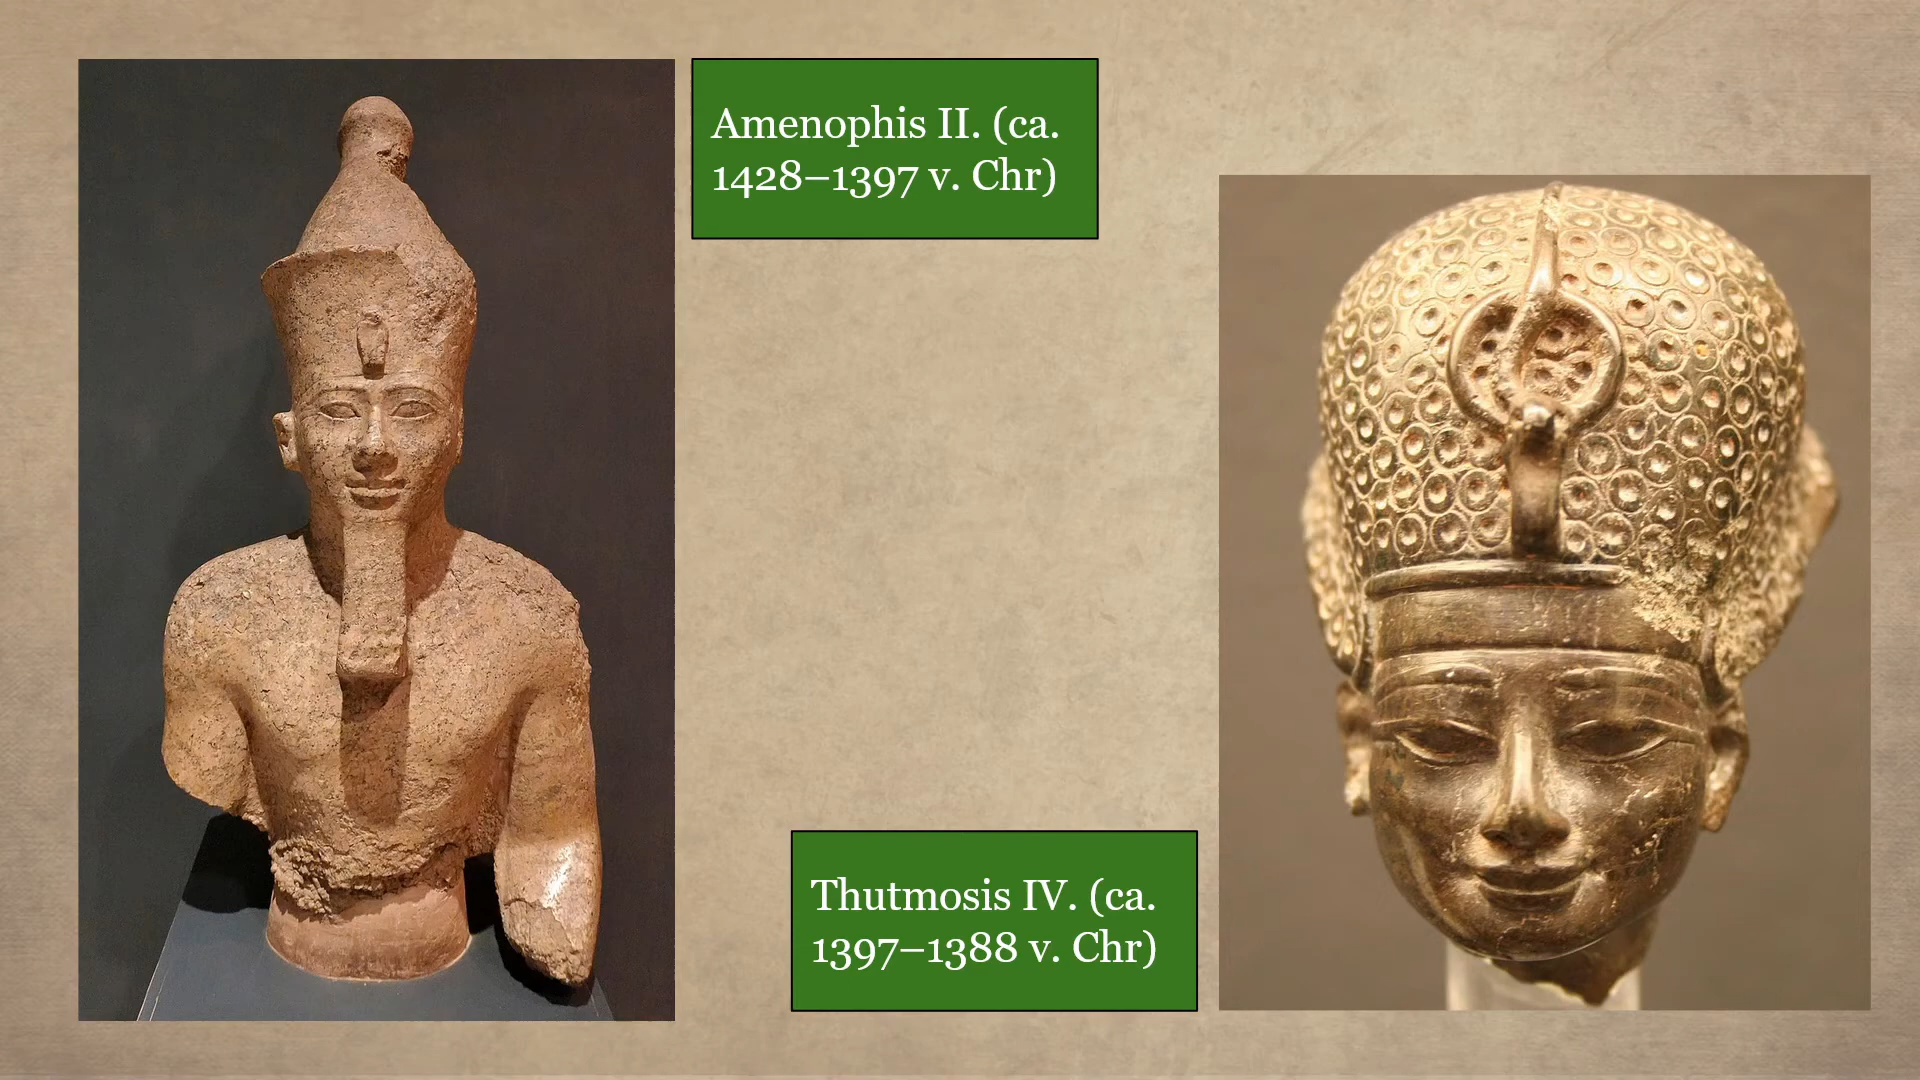 Amenophis II. (ca.
1428–1397 v. Chr)
Thutmosis IV. (ca.
1397–1388 v. Chr)